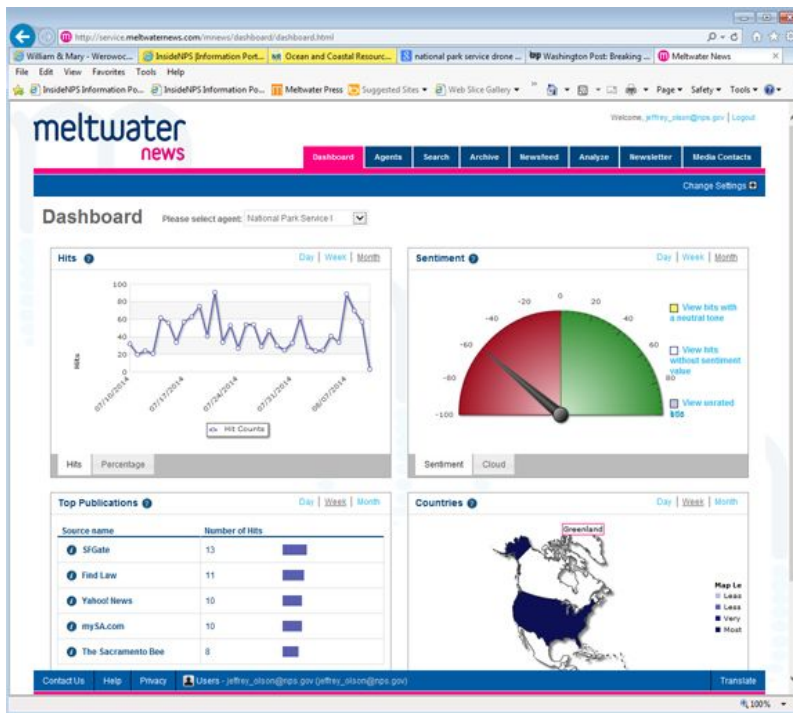 http://service.meltwaternews.com/mnews/dashboard/dashboard.html
William & Mary - Werowoc... InsideNPS [Information Port... Ocean and Coastal Resourc... national park service drone ... Washington Post: Breaking ... Meltwater News
File Edit View Favorites Tools Help
InsideNPS Information Po... InsideNPS Information Po... Meltwater Press Suggested Sites Web Slice Gallery Page Safety Tools
meltwater
news
Welcome, jeffrey_olson@nps.gov | Logout
Dashboard Agents Search Archive Newsfeed Analyze Newsletter Media Contacts
Change Settings
Dashboard Please select agent: National Park Service I
Hits Day | Week | Month
100
80
60
40
20
0
Hits
07/10/2014 07/17/2014 07/24/2014 07/31/2014 08/07/2014
Hit Counts
Hits Percentage
Sentiment Day | Week | Month
-100 -80 -60 -40 -20 0 20 40 60 80
View hits with
a neutral tone
View hits
without sentiment
value
View unrated
Sentiment Cloud
Top Publications Day | Week | Month
Source name Number of Hits
SFGate 13
Find Law 11
Yahoo! News 10
mySA.com 10
The Sacramento Bee 8
Countries Day | Week | Month
Greenland
Map Le
Leas
Less
Very
Most
Contact Us Help Privacy Users - jeffrey_olson@nps.gov (jeffrey_olson@nps.gov) Translate
100%